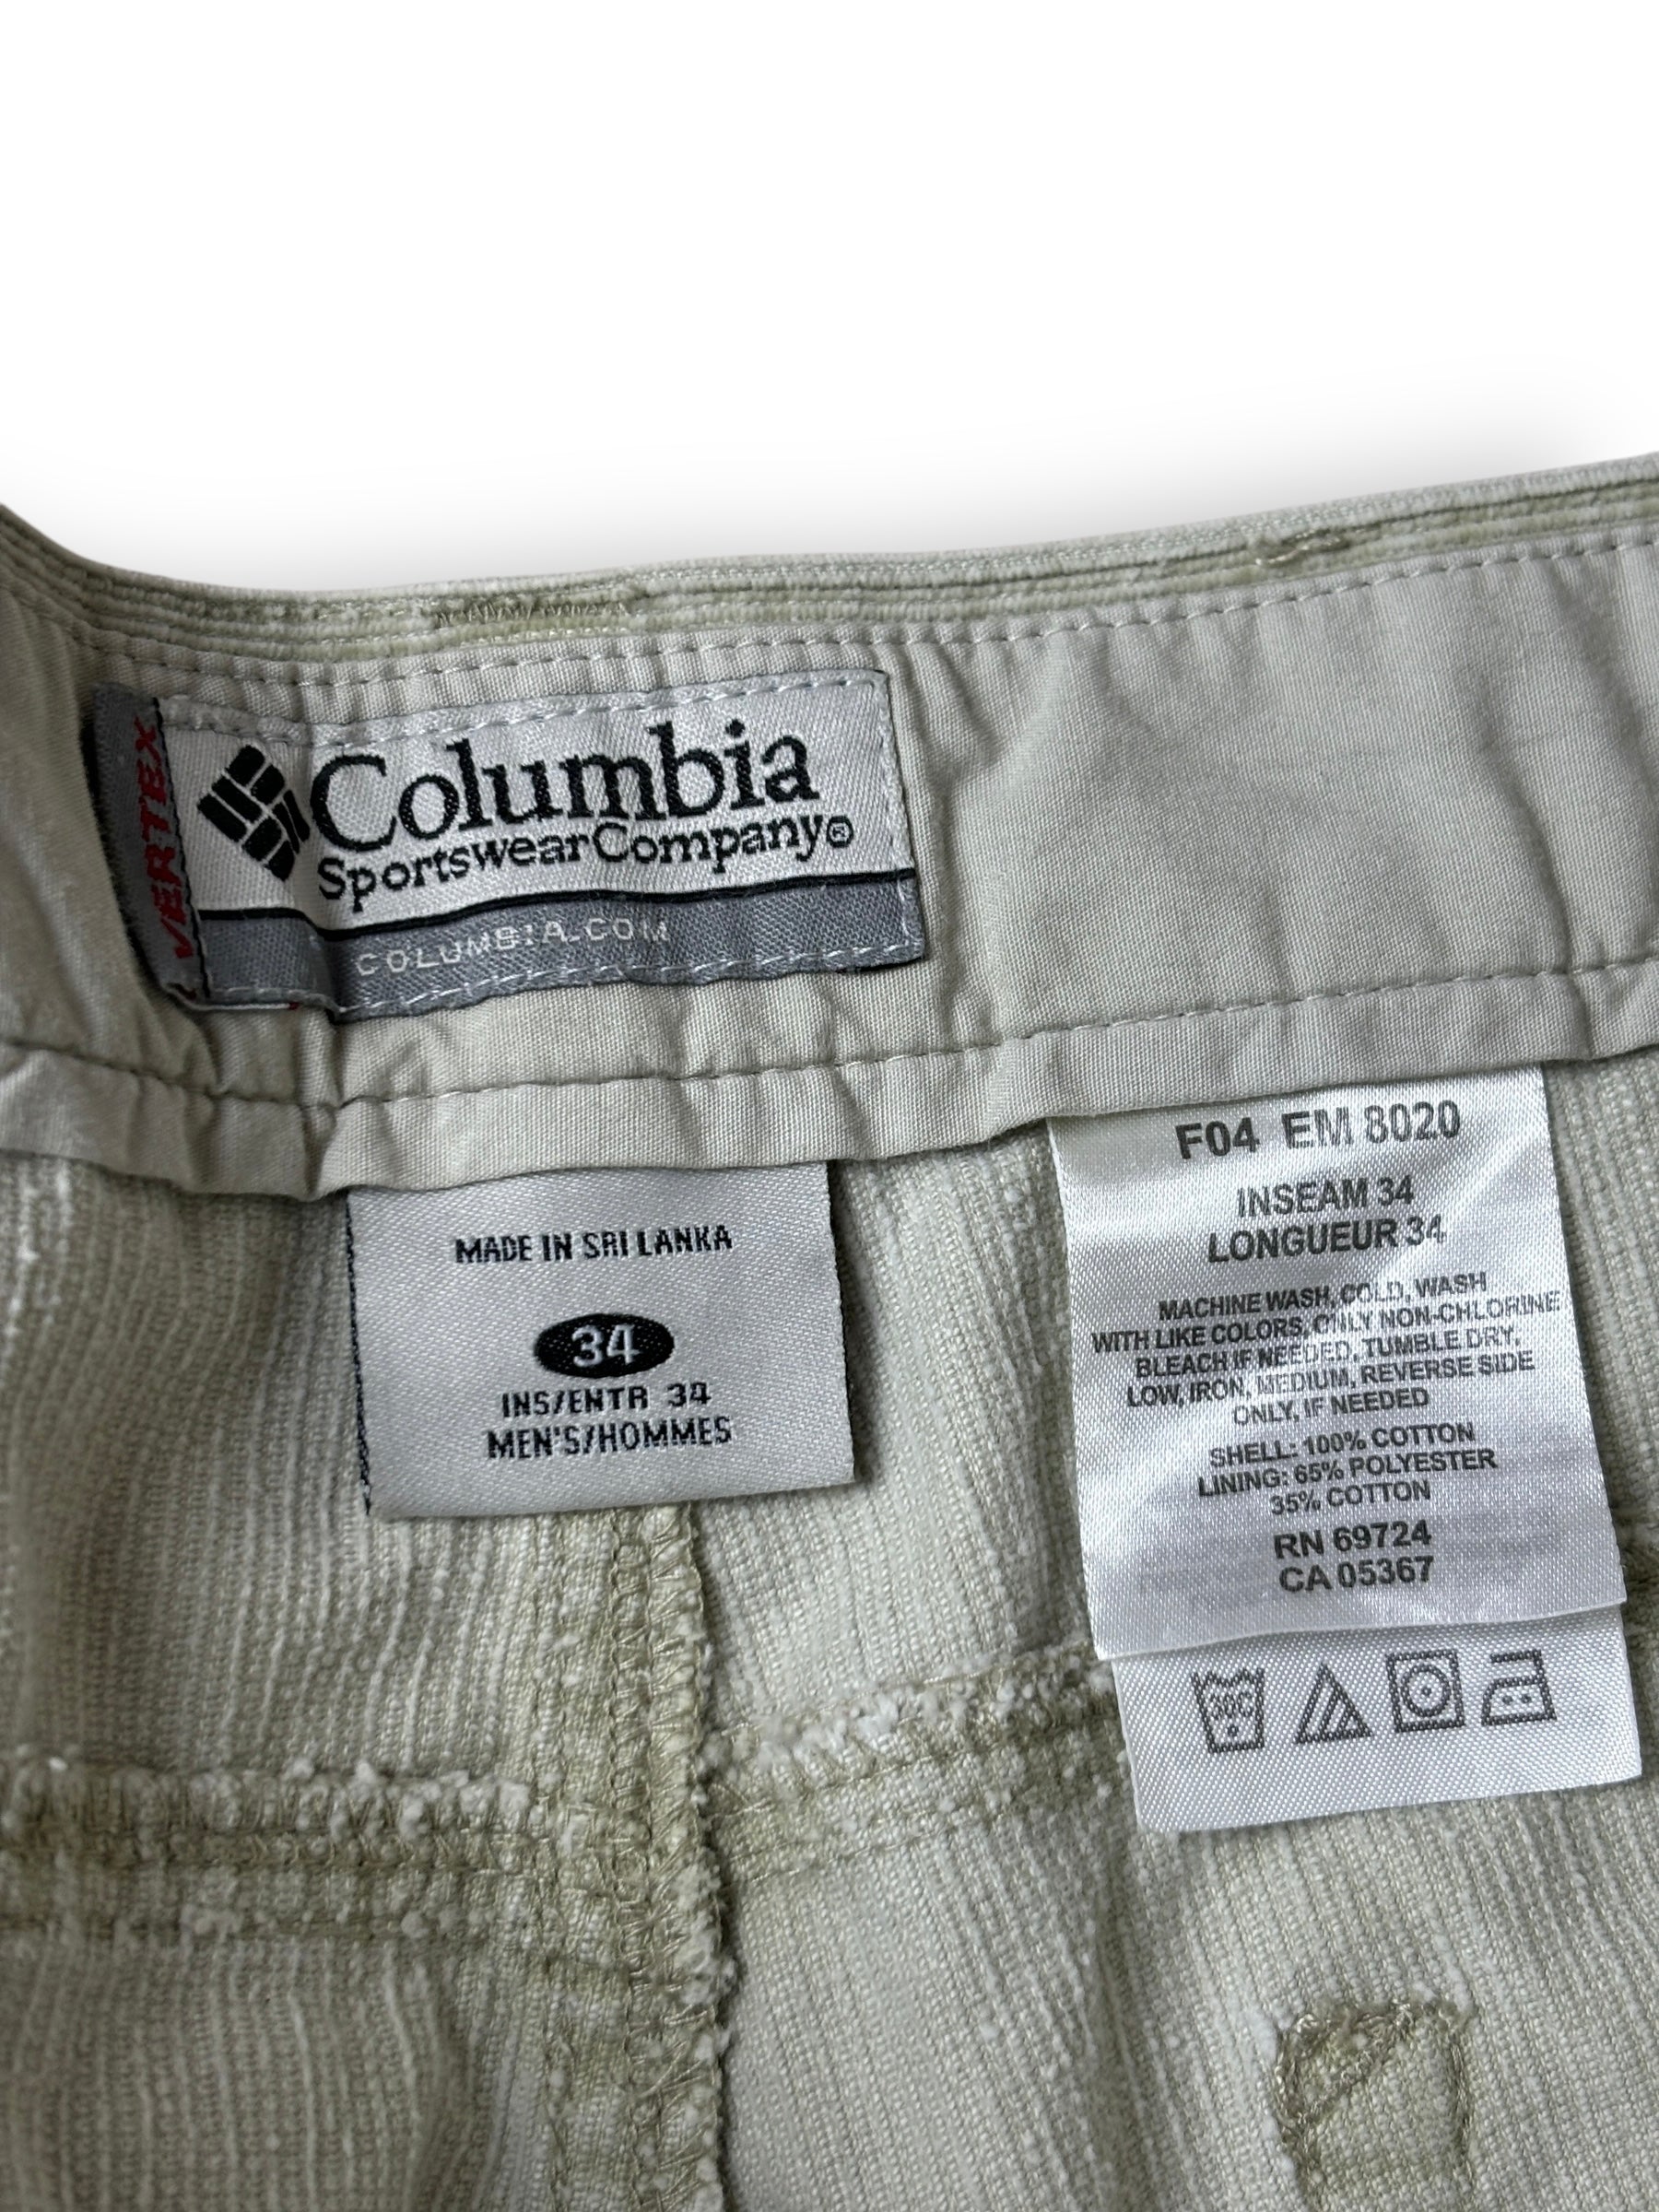 VERTEX
Columbia
SportswearCompany®
COLUMBIA.COM
MADE IN SRI LANKA
34
INS/ENTR 34
MEN'S/HOMMES
F04 EM 8020
INSEAM 34
LONGUEUR 34
MACHINE WASH, COLD, WASH
WITH LIKE COLORS, ONLY NON-CHLORINE
BLEACH IF NEEDED, TUMBLE DRY,
LOW, IRON, MEDIUM, REVERSE SIDE
ONLY, IF NEEDED
SHELL: 100% COTTON
LINING: 65% POLYESTER
35% COTTON
RN 69724
CA 05367
30C